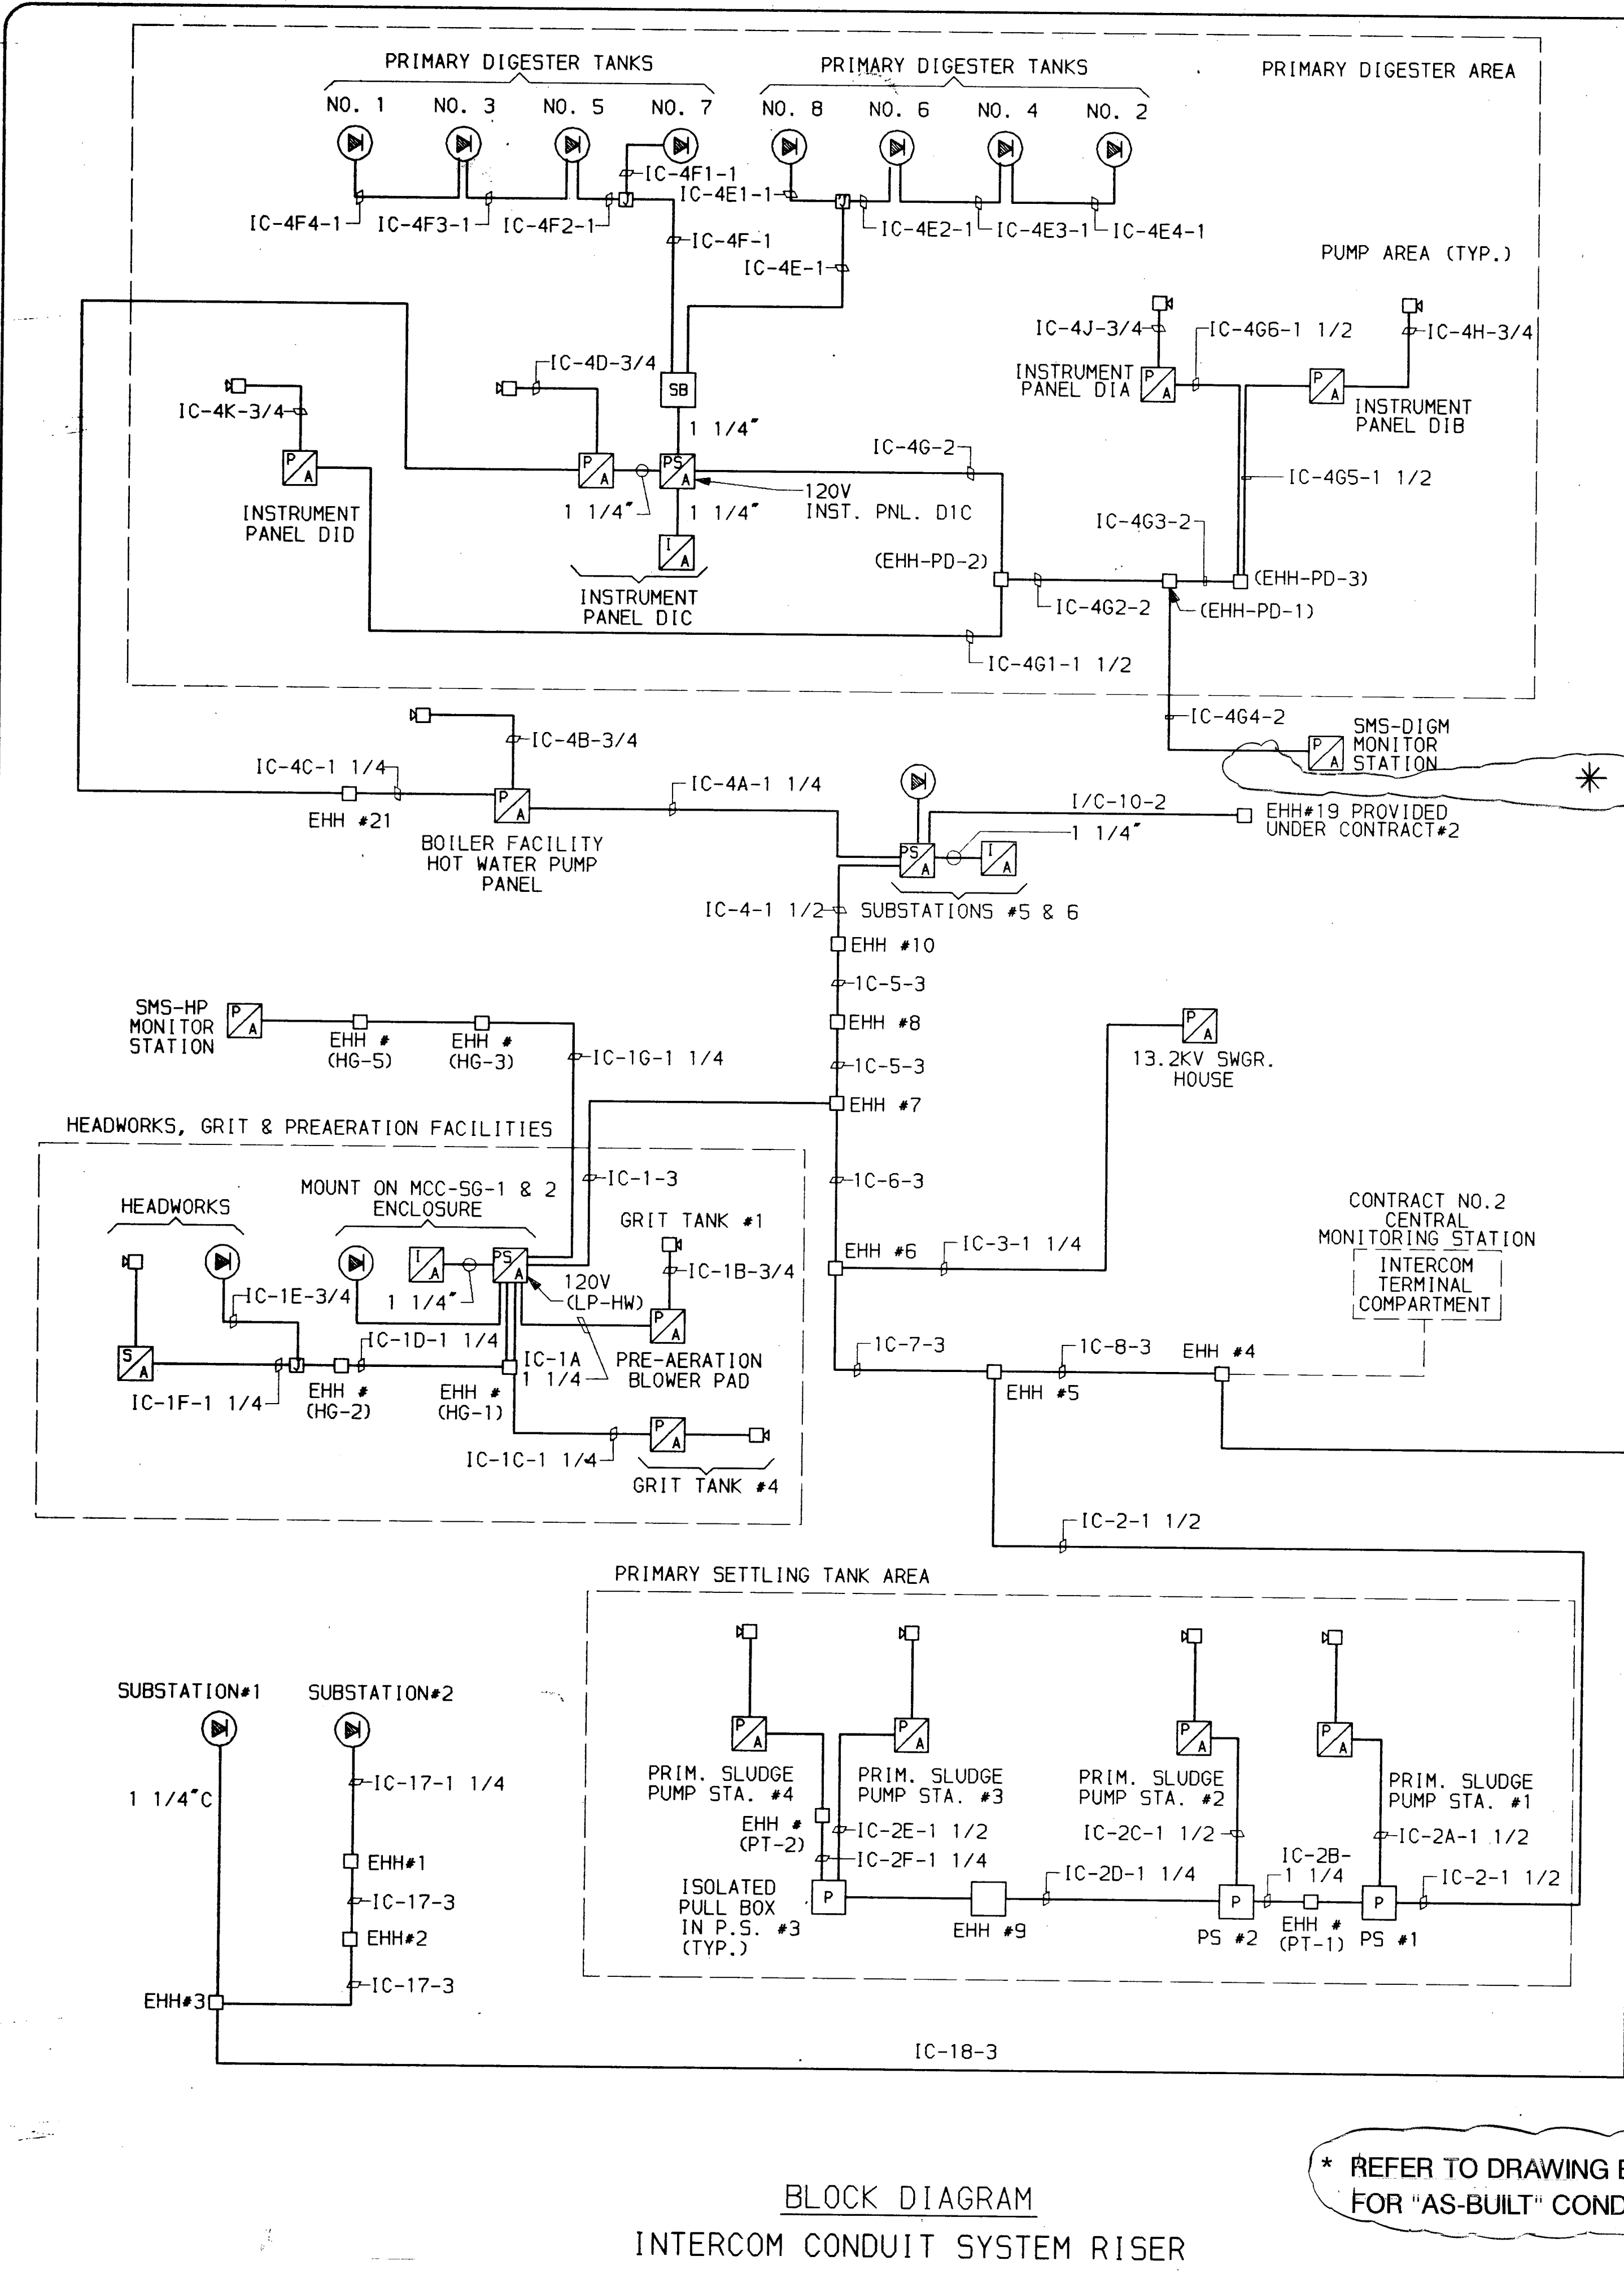 PRIMARY DIGESTER TANKS
PRIMARY DIGESTER TANKS
PRIMARY DIGESTER AREA
NO. 1
NO. 3
NO. 5
NO. 7
NO. 8
NO. 6
NO. 4
NO. 2
IC-4F1-1
IC-4E1-1
J
J
IC-4F4-1
IC-4F3-1
IC-4F2-1
IC-4E2-1
IC-4E3-1
IC-4E4-1
IC-4F-1
IC-4E-1
PUMP AREA (TYP.)
IC-4J-3/4
IC-4G6-1 1/2
IC-4H-3/4
IC-4D-3/4
INSTRUMENT
PANEL DIA
P/A
P/A
INSTRUMENT
PANEL DIB
IC-4K-3/4
SB
1 1/4"
IC-4G-2
P/A
P/A
PS/A
120V
INST. PNL. D1C
IC-4G5-1 1/2
INSTRUMENT
PANEL DID
1 1/4"
1 1/4"
IC-4G3-2
I/A
(EHH-PD-2)
(EHH-PD-3)
INSTRUMENT
PANEL DIC
IC-4G2-2
(EHH-PD-1)
IC-4G1-1 1/2
IC-4G4-2
SMS-DIGM
MONITOR
STATION
P/A
*
IC-4B-3/4
IC-4C-1 1/4
IC-4A-1 1/4
I/C-10-2
EHH #21
P/A
EHH#19 PROVIDED
UNDER CONTRACT#2
1 1/4"
BOILER FACILITY
HOT WATER PUMP
PANEL
PS/A
I/A
IC-4-1 1/2
SUBSTATIONS #5 & 6
EHH #10
1C-5-3
SMS-HP
MONITOR
STATION
P/A
EHH #
(HG-5)
EHH #
(HG-3)
EHH #8
P/A
13.2KV SWGR.
HOUSE
IC-1G-1 1/4
1C-5-3
EHH #7
HEADWORKS, GRIT & PREAERATION FACILITIES
IC-1-3
1C-6-3
HEADWORKS
MOUNT ON MCC-SG-1 & 2
ENCLOSURE
GRIT TANK #1
CONTRACT NO.2
CENTRAL
MONITORING STATION
INTERCOM
TERMINAL
COMPARTMENT
EHH #6
IC-3-1 1/4
I/A
PS/A
IC-1B-3/4
IC-1E-3/4
1 1/4"
120V
(LP-HW)
P/A
IC-1D-1 1/4
S/A
J
IC-1A
1 1/4
PRE-AERATION
BLOWER PAD
1C-7-3
1C-8-3
EHH #4
EHH #5
IC-1F-1 1/4
EHH #
(HG-2)
EHH #
(HG-1)
P/A
IC-1C-1 1/4
GRIT TANK #4
IC-2-1 1/2
PRIMARY SETTLING TANK AREA
SUBSTATION#1
SUBSTATION#2
P/A
P/A
P/A
P/A
PRIM. SLUDGE
PUMP STA. #4
PRIM. SLUDGE
PUMP STA. #3
PRIM. SLUDGE
PUMP STA. #2
PRIM. SLUDGE
PUMP STA. #1
1 1/4"C
IC-17-1 1/4
EHH #
(PT-2)
IC-2E-1 1/2
IC-2F-1 1/4
IC-2C-1 1/2
IC-2A-1 1/2
EHH#1
IC-2D-1 1/4
IC-2B-
1 1/4
IC-2-1 1/2
ISOLATED
PULL BOX
IN P.S. #3
(TYP.)
P
P
P
IC-17-3
EHH #9
PS #2
EHH #
(PT-1)
PS #1
EHH#2
IC-17-3
EHH#3
IC-18-3
* REFER TO DRAWING
FOR "AS-BUILT" COND
BLOCK DIAGRAM
INTERCOM CONDUIT SYSTEM RISER